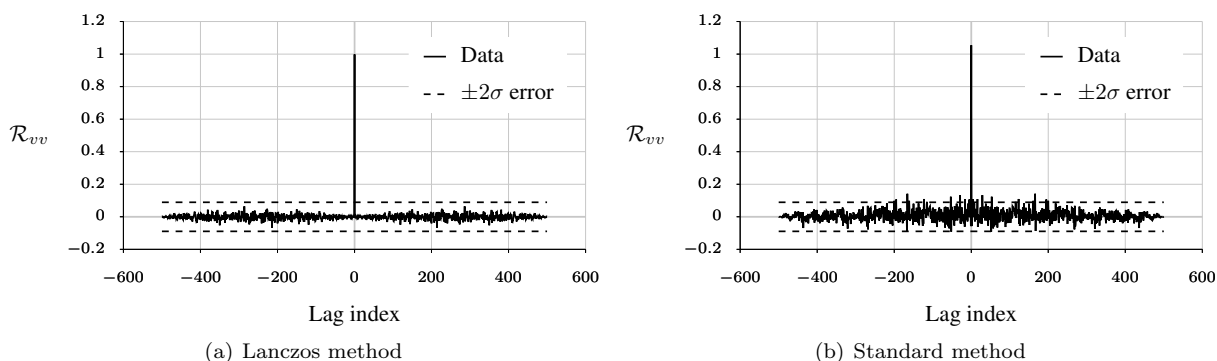 1.2
1
0.8
0.6
0.4
0.2
0
−0.2
ℛvv
Data
±2σ error
−600 −400 −200 0 200 400 600
Lag index
(a) Lanczos method
1.2
1
0.8
0.6
0.4
0.2
0
−0.2
ℛvv
Data
±2σ error
−600 −400 −200 0 200 400 600
Lag index
(b) Standard method